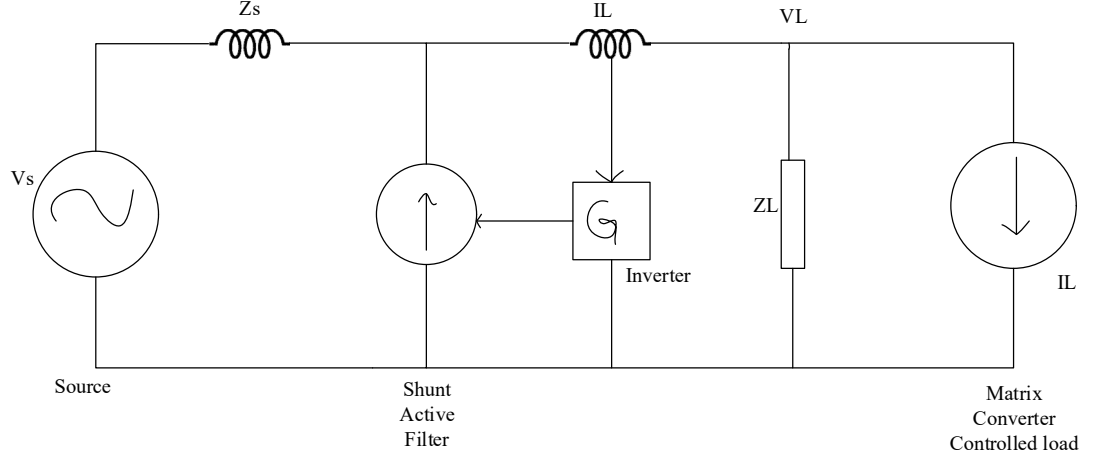 Zs
IL
VL
Vs
G
ZL
Inverter
IL
Source
Shunt
Active
Filter
Matrix
Converter
Controlled load